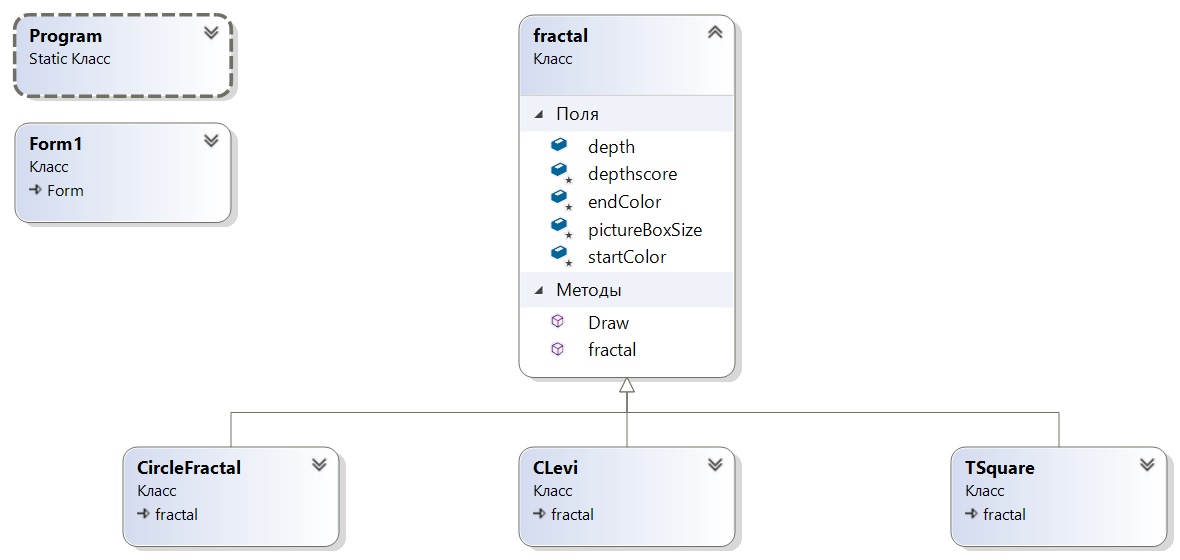 Program
Static Класс
Form1
Класс
Form
fractal
Класс
Поля
depth
depthscore
endColor
pictureBoxSize
startColor
Методы
Draw
fractal
CircleFractal
Класс
fractal
CLevi
Класс
fractal
TSquare
Класс
fractal